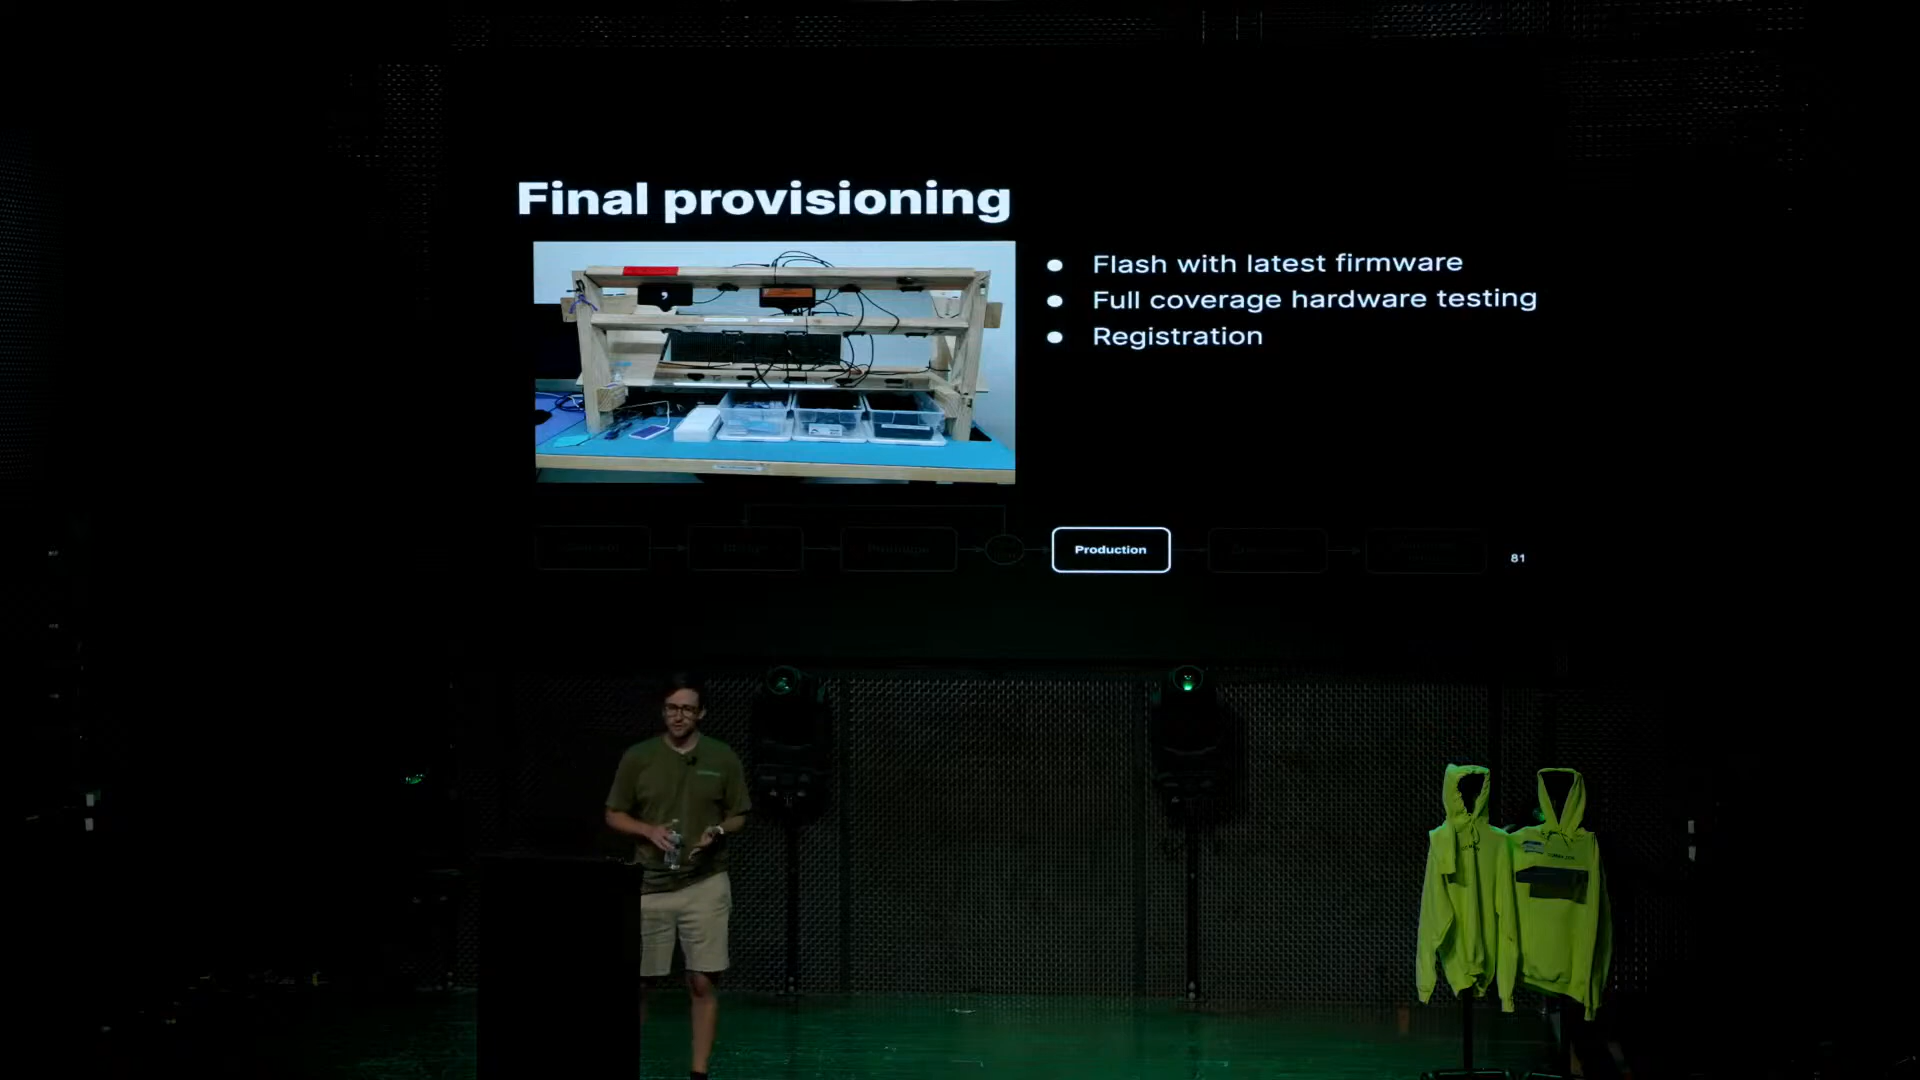 Final provisioning
● Flash with latest firmware
● Full coverage hardware testing
● Registration
Production
81